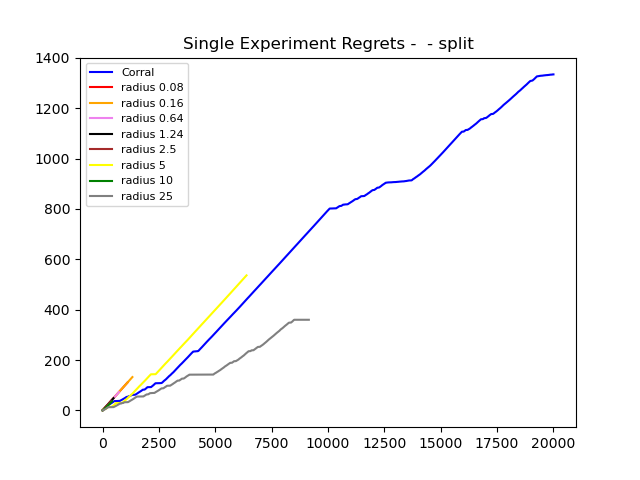 Single Experiment Regrets -  - split
1400
1200
1000
800
600
400
200
0
Corral
radius 0.08
radius 0.16
radius 0.64
radius 1.24
radius 2.5
radius 5
radius 10
radius 25
0 2500 5000 7500 10000 12500 15000 17500 20000